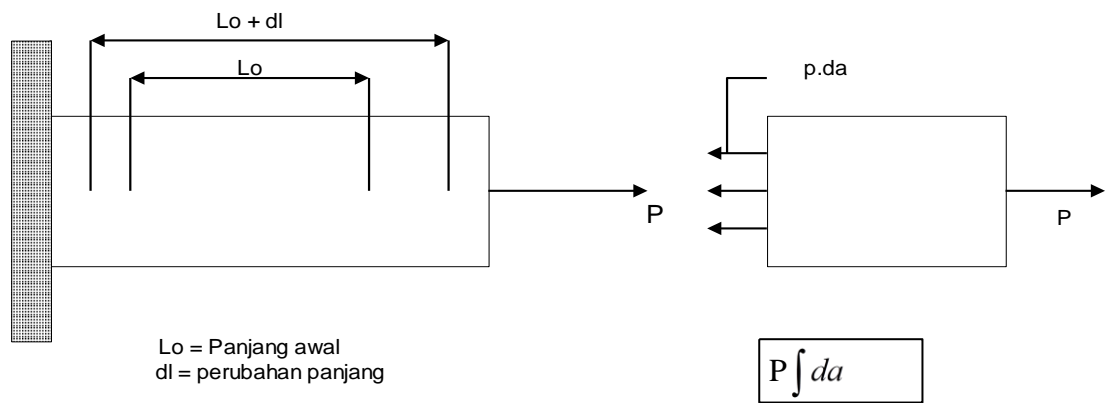 Lo + dl
Lo
P
p.da
P
Lo = Panjang awal
dl = perubahan panjang
P∫da